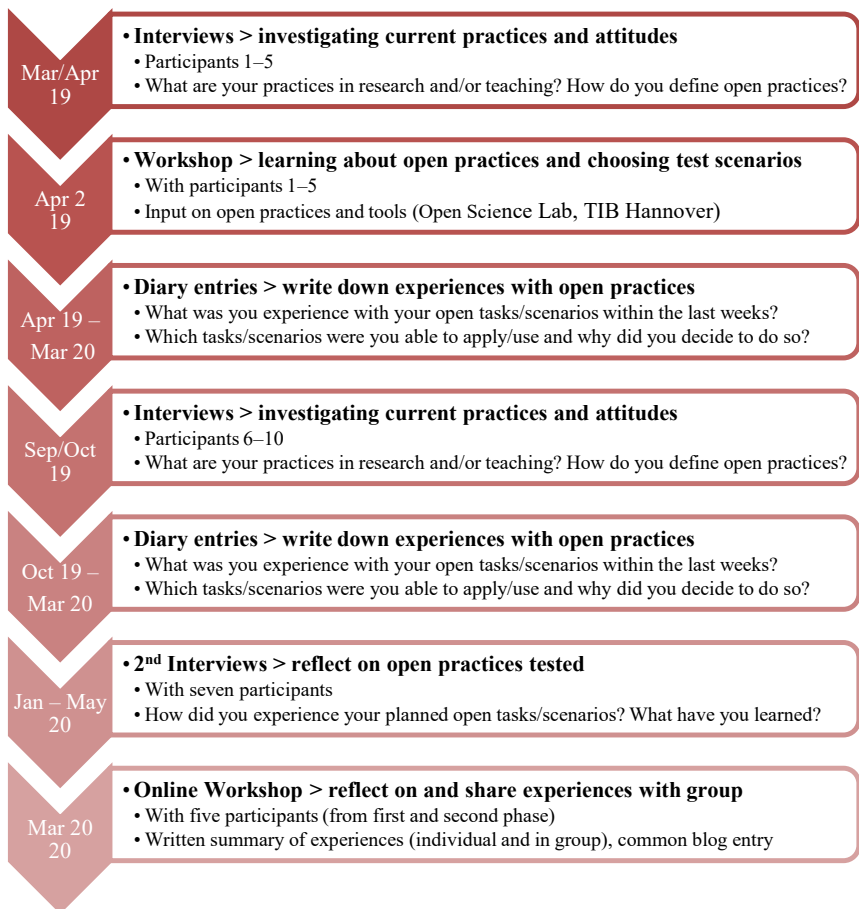 Mar/Apr
19
• Interviews > investigating current practices and attitudes
• Participants 1–5
• What are your practices in research and/or teaching? How do you define open practices?
Apr 2
19
• Workshop > learning about open practices and choosing test scenarios
• With participants 1–5
• Input on open practices and tools (Open Science Lab, TIB Hannover)
Apr 19 –
Mar 20
• Diary entries > write down experiences with open practices
• What was you experience with your open tasks/scenarios within the last weeks?
• Which tasks/scenarios were you able to apply/use and why did you decide to do so?
Sep/Oct
19
• Interviews > investigating current practices and attitudes
• Participants 6–10
• What are your practices in research and/or teaching? How do you define open practices?
Oct 19 –
Mar 20
• Diary entries > write down experiences with open practices
• What was you experience with your open tasks/scenarios within the last weeks?
• Which tasks/scenarios were you able to apply/use and why did you decide to do so?
Jan – May
20
• 2nd Interviews > reflect on open practices tested
• With seven participants
• How did you experience your planned open tasks/scenarios? What have you learned?
Mar 20
20
• Online Workshop > reflect on and share experiences with group
• With five participants (from first and second phase)
• Written summary of experiences (individual and in group), common blog entry